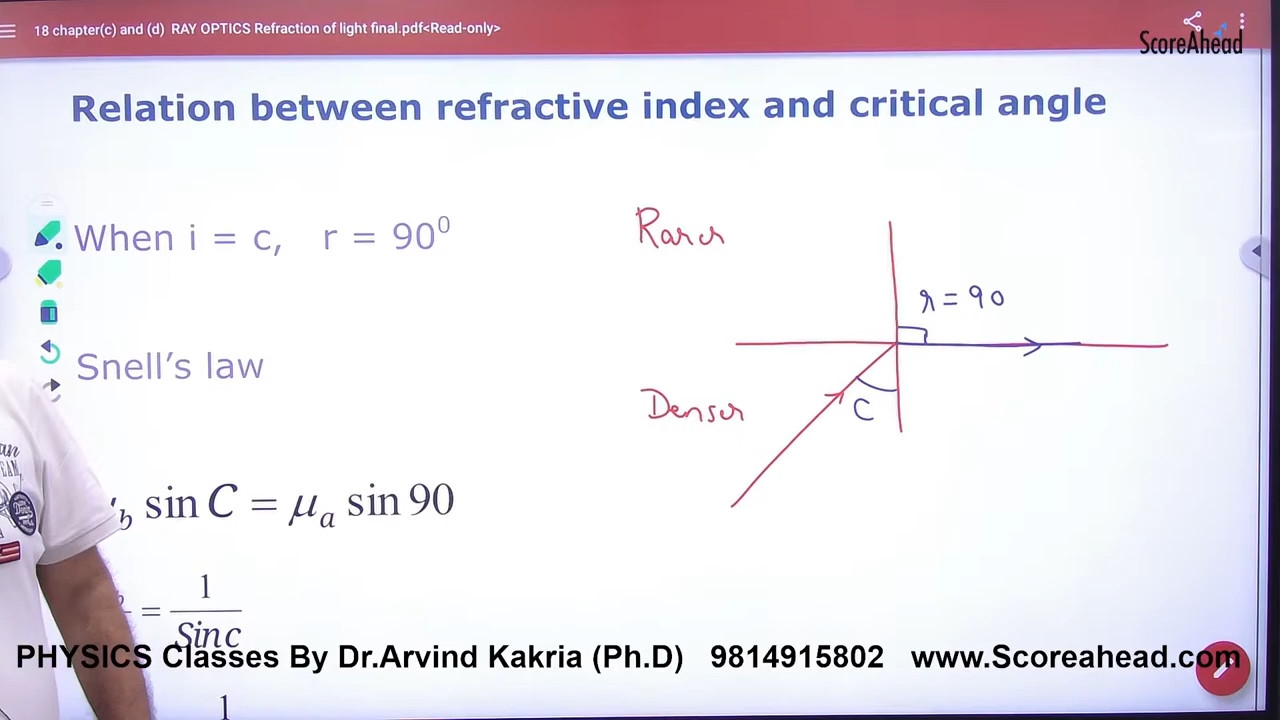 18 chapter(c) and (d) RAY OPTICS Refraction of light final.pdf<Read-only>
ScoreAhead
Relation between refractive index and critical angle
When i = c, r = 90⁰
Rarer
r = 90
Snell's law
Denser
C
b sin C = μₐ sin 90
= 1 / Sinc
1
PHYSICS Classes By Dr.Arvind Kakria (Ph.D) 9814915802 www.Scoreahead.com